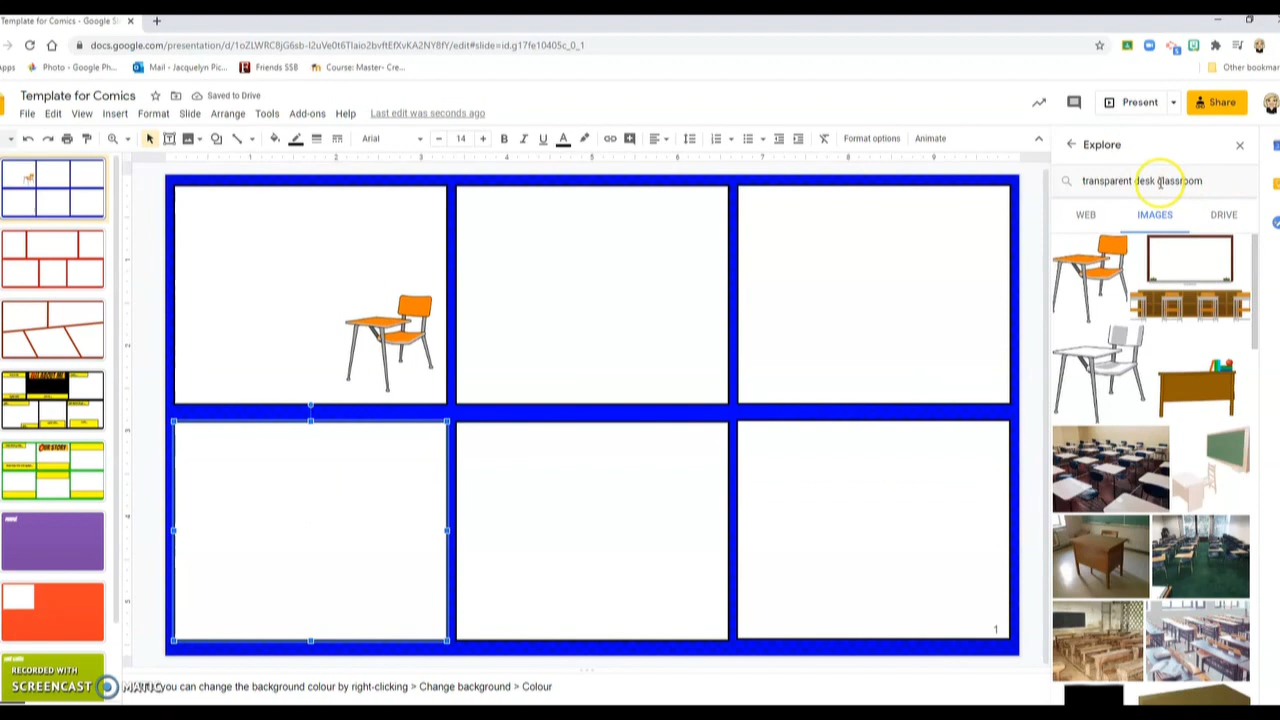 Template for Comics - Google Sl
docs.google.com/presentation/d/1oZLWRC8jG6sb-l2uVe0t6Tlaio2bvftEfXvKA2NY8fY/edit#slide=id.g17fe10405c_0_1
Apps Photo - Google Ph... Mail - Jacquelyn Pic... Friends SSB Course: Master- Cre... Other bookmar
Template for Comics Saved to Drive
Present Share
File Edit View Insert Format Slide Arrange Tools Add-ons Help Last edit was seconds ago
Arial 14 B I U A Format options Animate
Explore
transparent desk classroom
WEB IMAGES DRIVE
1
you can change the background colour by right-clicking > Change background > Colour
RECORDED WITH
SCREENCAST MATIC
OUR STORY